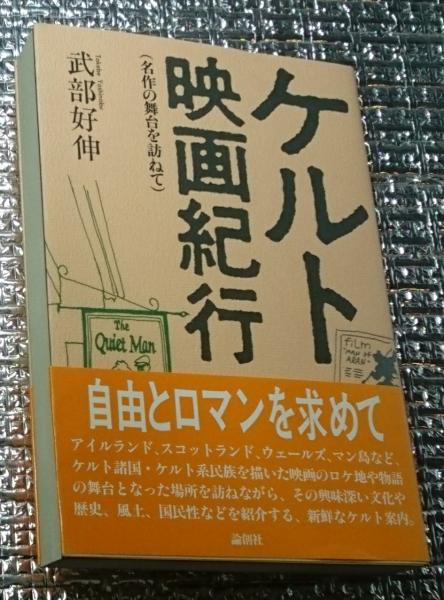 ケルト
映画紀行
（名作の舞台を訪ねて）
武部好伸
Takebe Yoshinobu
The
Quiet Man
film
"MAN OF
ARAN"
自由とロマンを求めて
アイルランド、スコットランド、ウェールズ、マン島など、
ケルト諸国・ケルト系民族を描いた映画のロケ地や物語
の舞台となった場所を訪ねながら、その興味深い文化や
歴史、風土、国民性などを紹介する、新鮮なケルト案内。
論創社